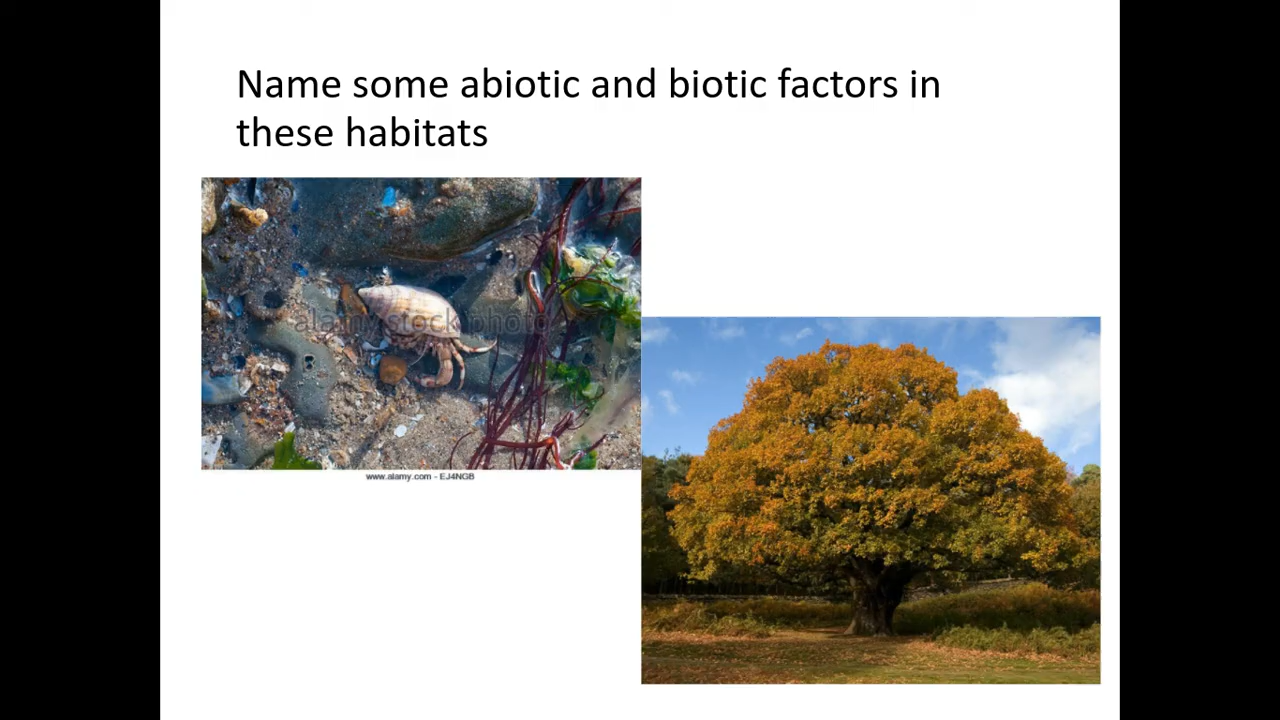 Name some abiotic and biotic factors in
these habitats
alamy stock photo
www.alamy.com - EJ4NGB